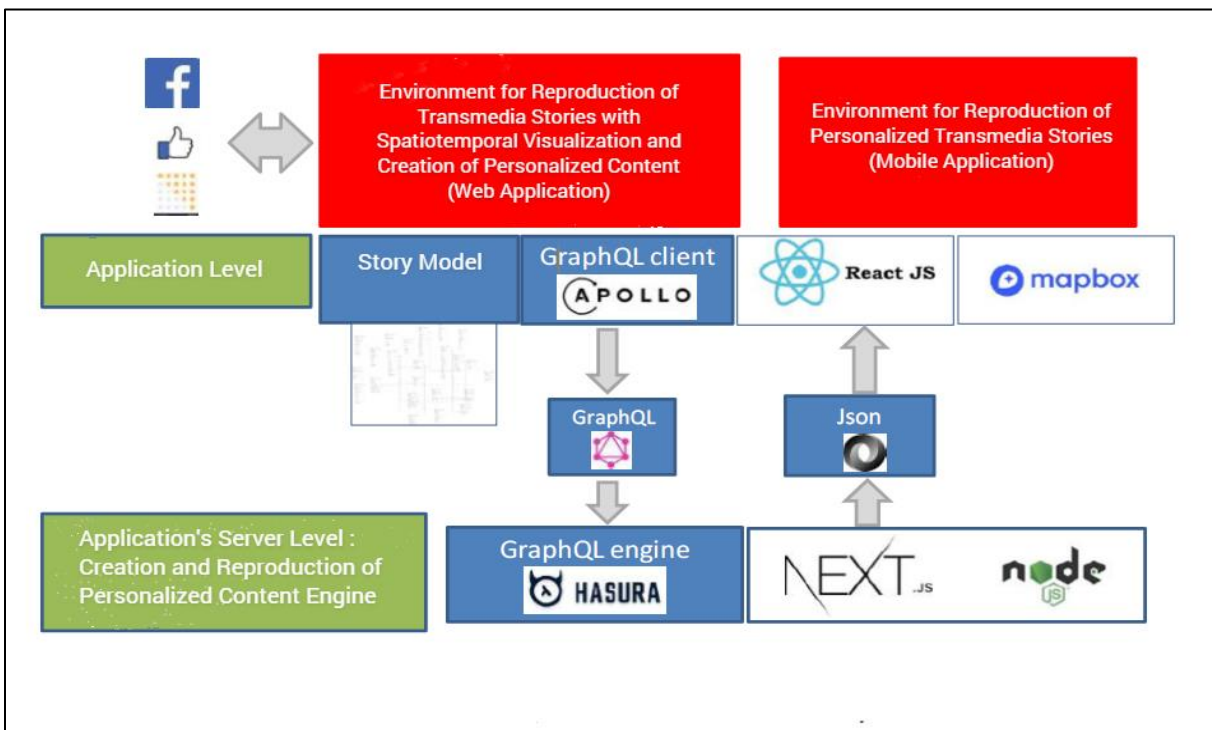 Environment for Reproduction of
Transmedia Stories with
Spatiotemporal Visualization and
Creation of Personalized Content
(Web Application)
Environment for Reproduction of
Personalized Transmedia Stories
(Mobile Application)
Application Level
Story Model
GraphQL client
APOLLO
React JS
mapbox
GraphQL
Json
Application's Server Level :
Creation and Reproduction of
Personalized Content Engine
GraphQL engine
HASURA
NEXT.JS
node
JS